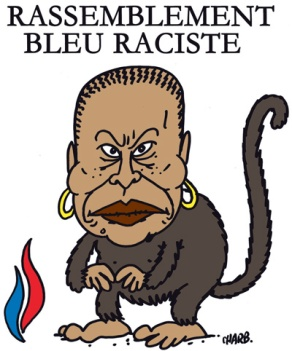 RASSEMBLEMENT
BLEU RACISTE
CHARB.